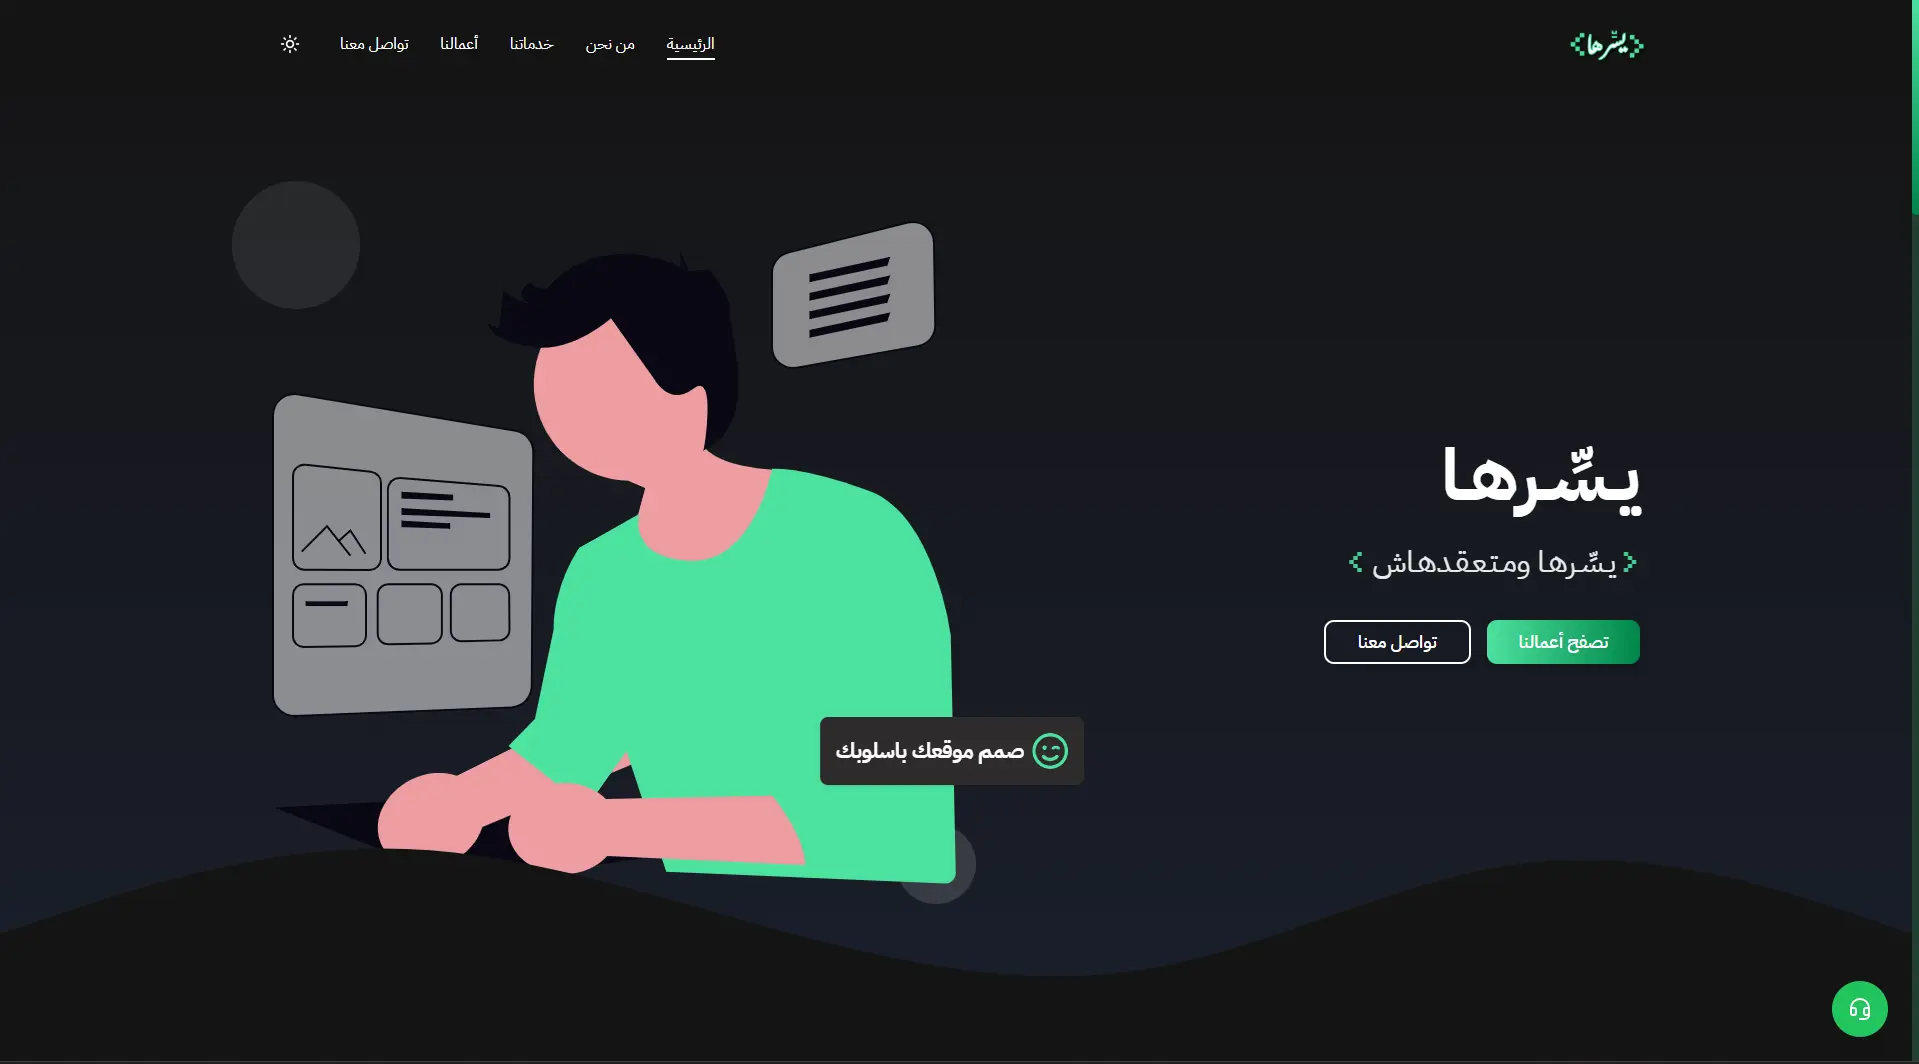 يسّرها
الرئيسية
من نحن
خدماتنا
أعمالنا
تواصل معنا
يسِّرها
يسِّرها ومتعقدهاش
تصفح أعمالنا
تواصل معنا
صمم موقعك باسلوبك